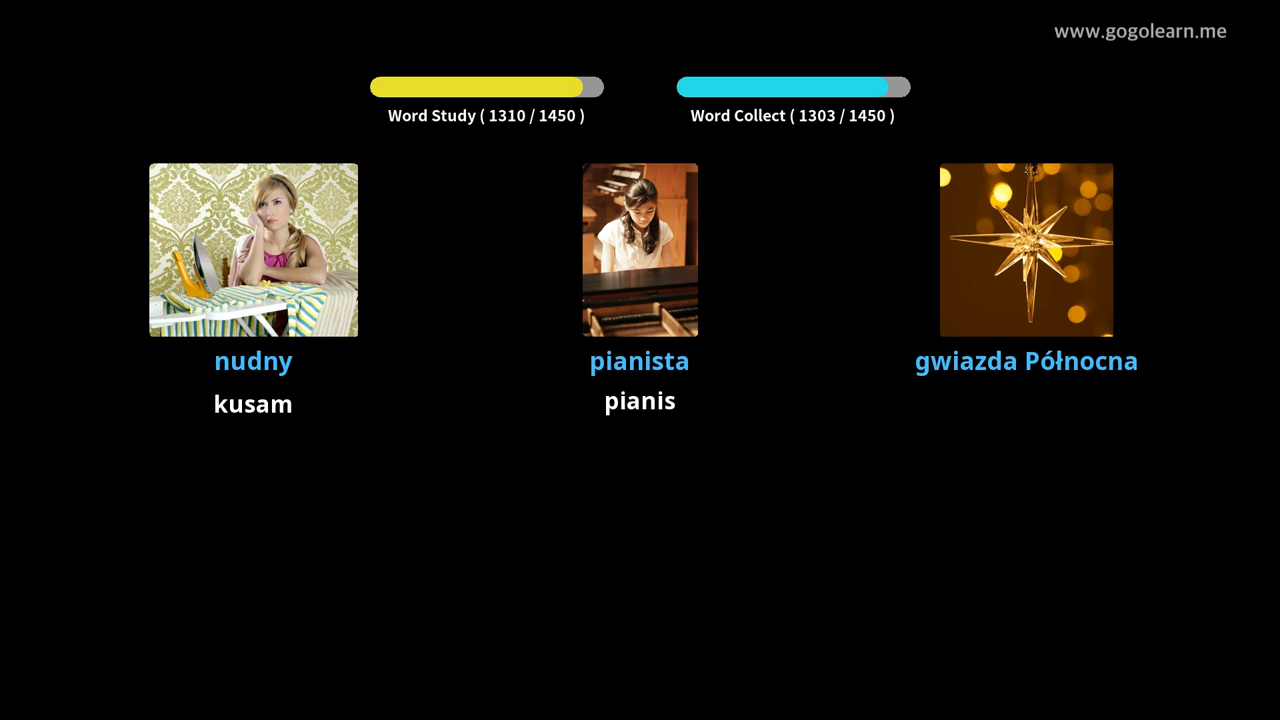 www.gogolearn.me
Word Study ( 1310 / 1450 )
Word Collect ( 1303 / 1450 )
nudny
pianista
gwiazda Północna
kusam
pianis